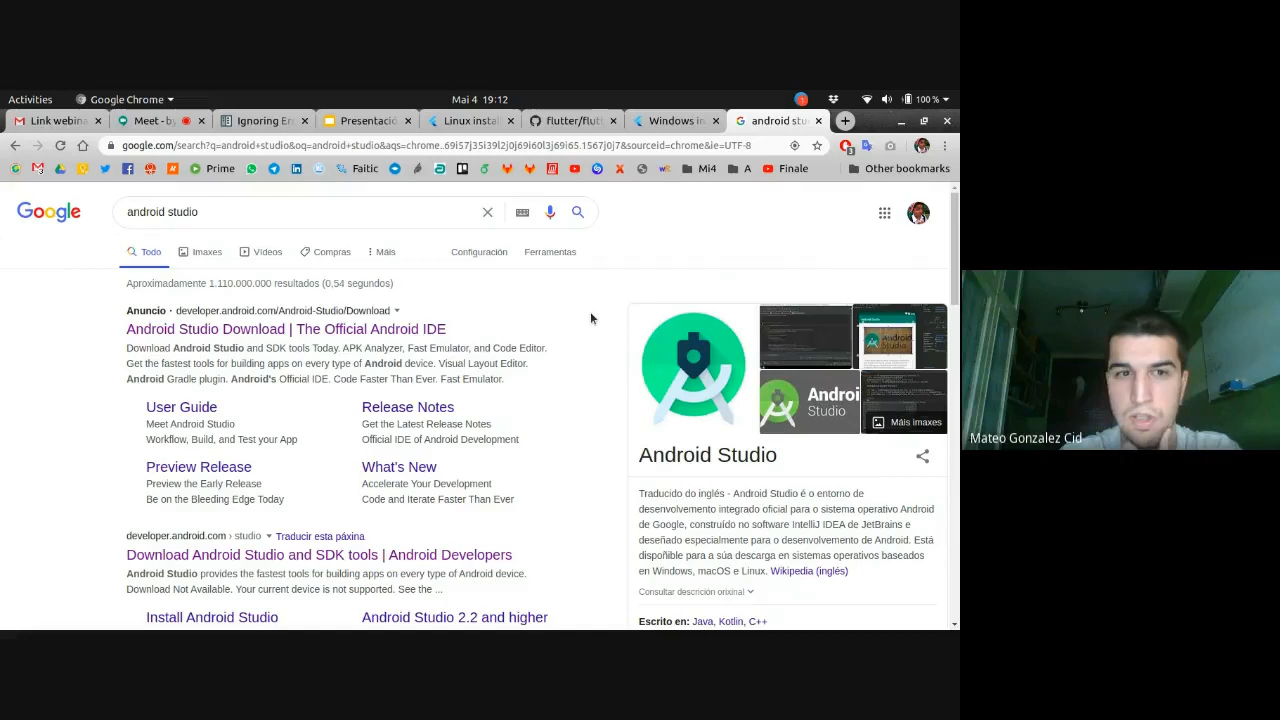 Activities
Google Chrome
Mai 4 19:12
100 %
Link webina
Meet - by
Ignoring Er
Presentació
Linux instal
flutter/flutt
Windows in
android stu
google.com/search?q=android+studio&oq=android+studio&aqs=chrome..69i57j35i39l2j0j69i60l3j69i65.1567j0j7&sourceid=chrome&ie=UTF-8
Prime
Faitic
Mi4
A
Finale
Other bookmarks
Google
android studio
Todo
Imaxes
Vídeos
Compras
Máis
Configuración
Ferramentas
Aproximadamente 1.110.000.000 resultados (0,54 segundos)
Anuncio · developer.android.com/Android-Studio/Download
Android Studio Download | The Official Android IDE
Download Android Studio and SDK tools Today. APK Analyzer, Fast Emulator, and Code Editor.
Get the latest tools for building apps on every type of Android device. Visual Layout Editor.
Android Gradle plugin. Android's Official IDE. Code Faster Than Ever. Fast Emulator.
User Guide
Meet Android Studio
Workflow, Build, and Test your App
Release Notes
Get the Latest Release Notes
Official IDE of Android Development
Preview Release
Preview the Early Release
Be on the Bleeding Edge Today
What's New
Accelerate Your Development
Code and Iterate Faster Than Ever
developer.android.com › studio
Traducir esta páxina
Download Android Studio and SDK tools | Android Developers
Android Studio provides the fastest tools for building apps on every type of Android device.
Download Not Available. Your current device is not supported. See the ...
Install Android Studio
Android Studio 2.2 and higher
Androi
Studio
Máis imaxes
Android Studio
Traducido do inglés - Android Studio é o entorno de
desenvolvemento integrado oficial para o sistema operativo Android
de Google, construído no software IntelliJ IDEA de JetBrains e
deseñado especialmente para o desenvolvemento de Android. Está
dispoñible para a súa descarga en sistemas operativos baseados
en Windows, macOS e Linux. Wikipedia (inglés)
Consultar descrición orixinal
Escrito en: Java, Kotlin, C++
Mateo Gonzalez Cid